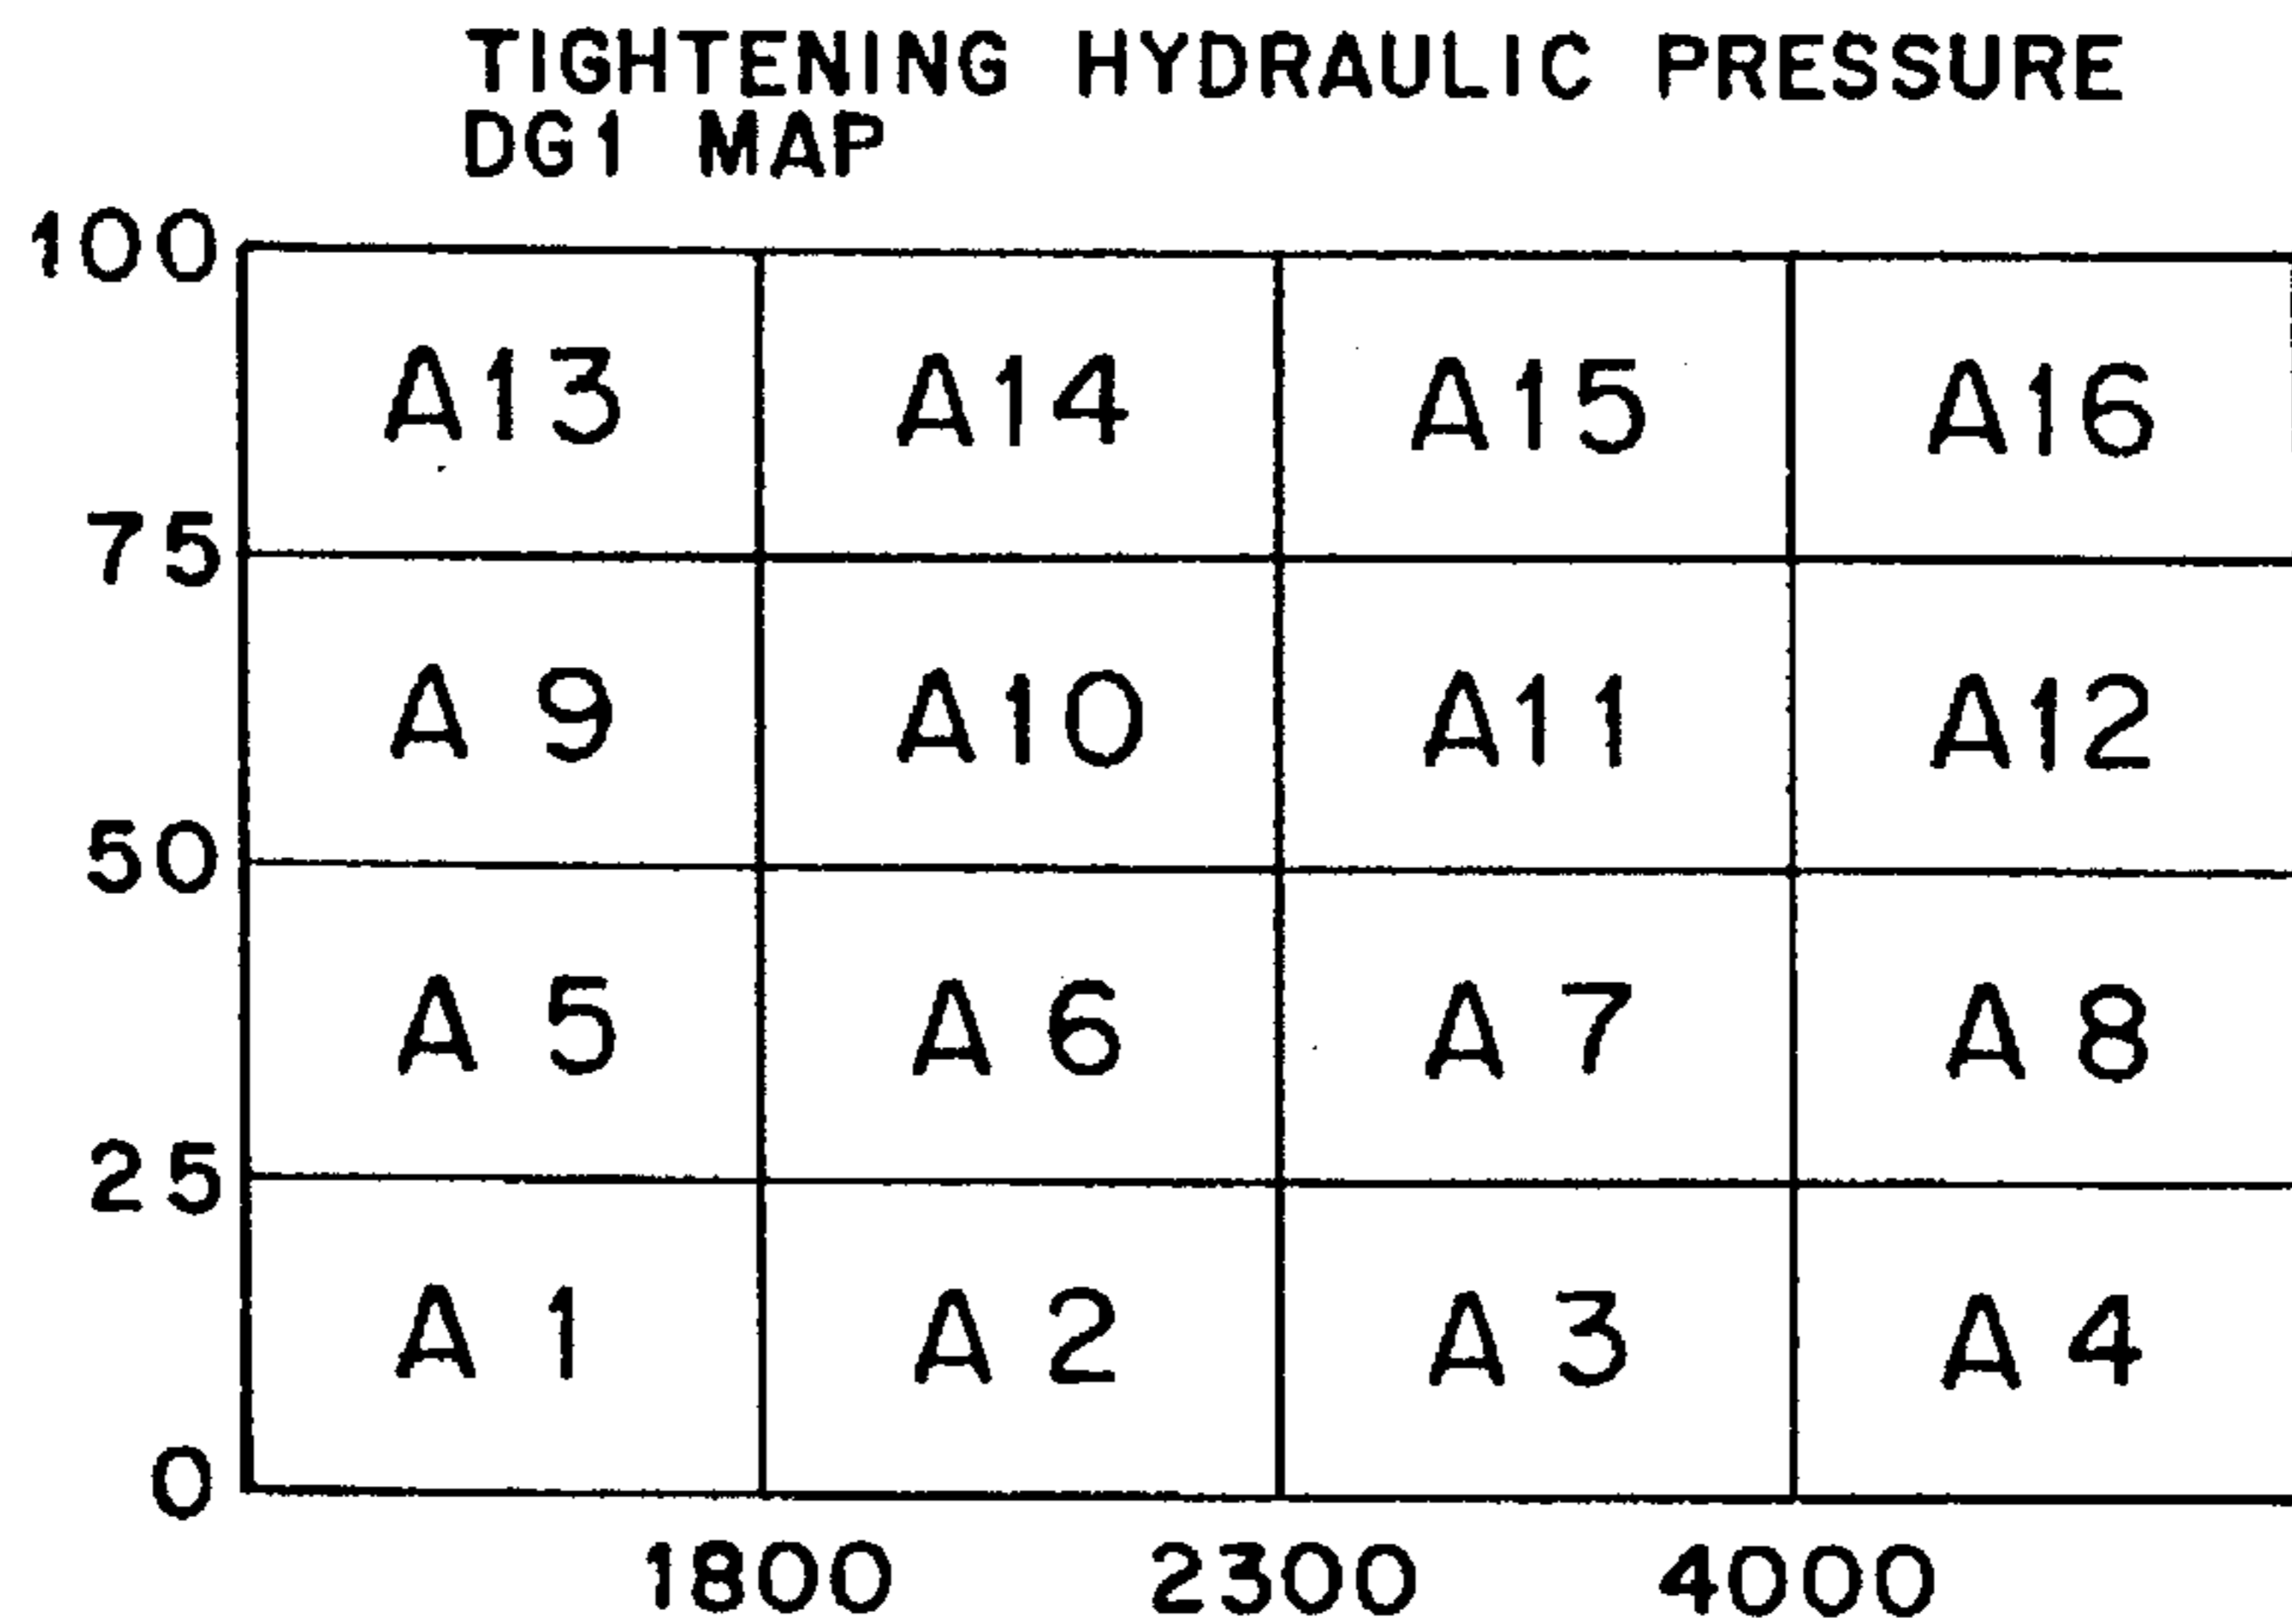 TIGHTENING HYDRAULIC PRESSURE
DG1 MAP
100
A13 A14 A15 A16
75
A 9 A10 A11 A12
50
A 5 A 6 A 7 A 8
25
A 1 A 2 A 3 A 4
0
1800 2300 4000